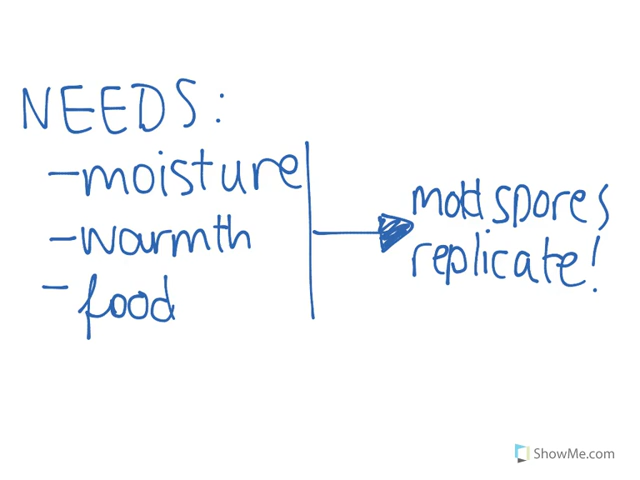 NEEDS:
-moisture
-warmth
-food
mold spores
replicate!
ShowMe.com